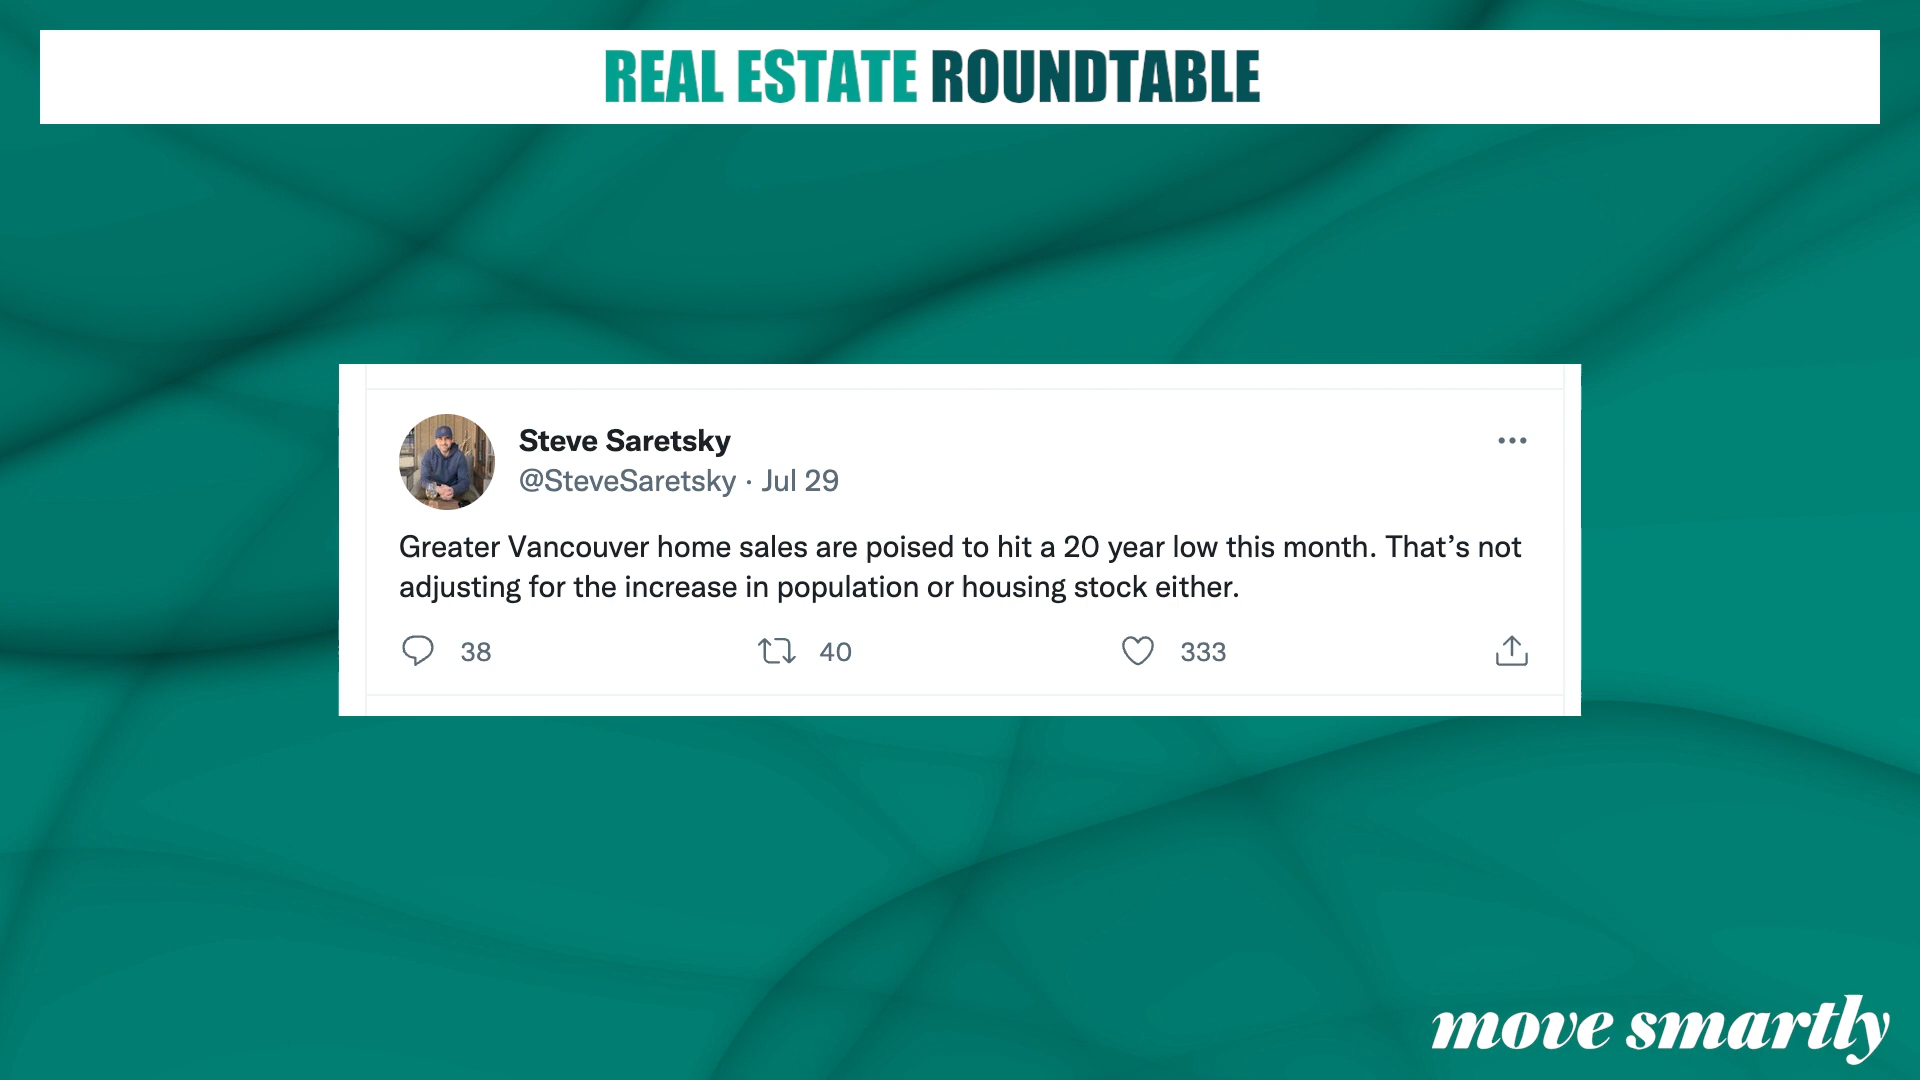 REAL ESTATE ROUNDTABLE
Steve Saretsky
@SteveSaretsky · Jul 29
Greater Vancouver home sales are poised to hit a 20 year low this month. That’s not
adjusting for the increase in population or housing stock either.
38 40 333
move smartly